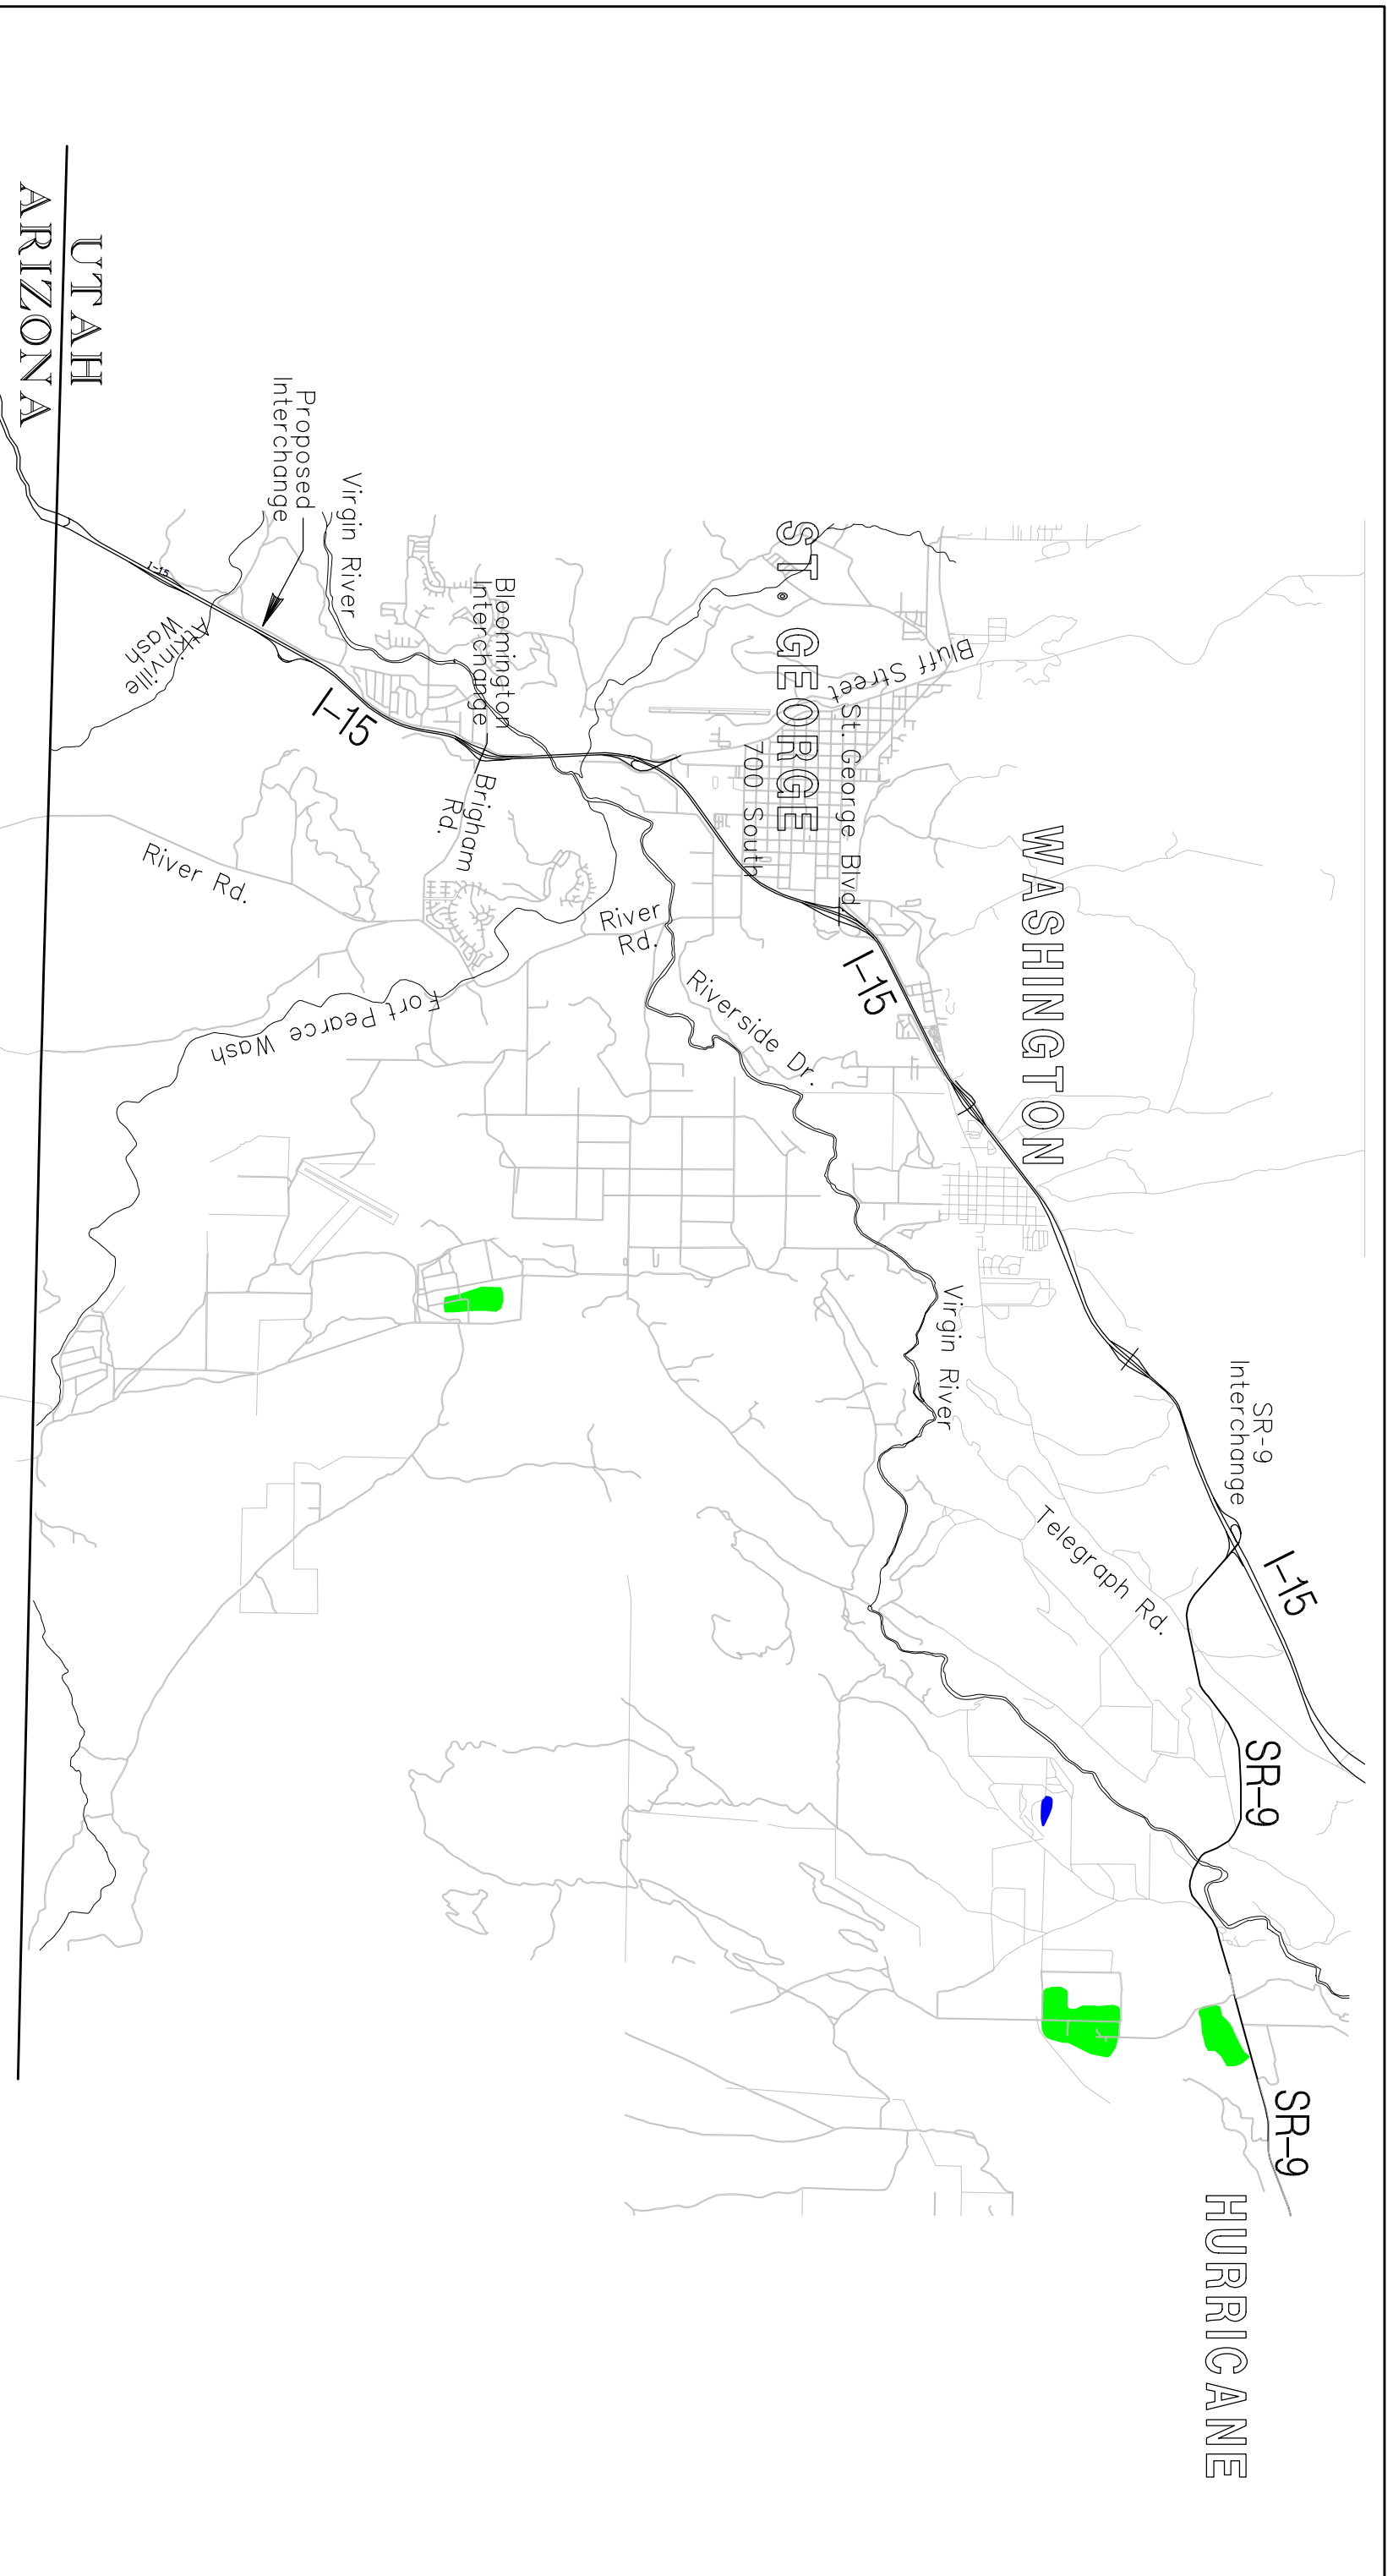 HURRICANE
SR-9
SR-9
I-15
SR-9
Interchange
Telegraph Rd.
WASHINGTON
Virgin River
I-15
Bluff Street
St. George Blvd.
ST. GEORGE
700 South
Riverside Dr.
River
Rd.
Bloomington
Interchange
Brigham
Rd.
Fort Pearce Wash
Virgin River
I-15
Proposed
Interchange
River Rd.
Atkinville
Wash
I-15
UTAH
ARIZONA